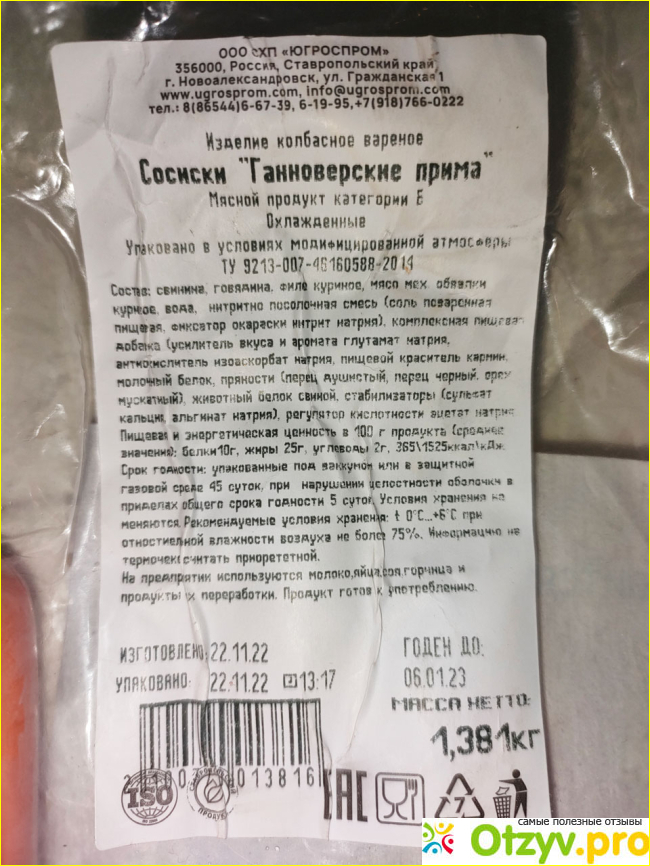 ООО СХП "ЮГРОСПРОМ"
356000, Россия, Ставропольский край,
г. Новоалександровск, ул. Гражданская 1
www.ugrosprom.com, info@ugrosprom.com
тел.: 8(86544)6-67-39, 6-19-95,+7(918)766-0222
Изделие колбасное вареное
Сосиски "Ганноверские прима"
Мясной продукт категории Б
Охлажденные
Упаковано в условиях модифицированной атмосферы
ТУ 9213-007-46160588-2014
Состав: свинина, говядина, филе куриное, мясо мех. обвалки
куриное, вода, нитритно посолочная смесь (соль поваренная
пищевая, фиксатор окараски нитрит натрия), комплексная пищевая
добавка (усилитель вкуса и аромата глутамат натрия,
антиокислитель изоаскорбат натрия, пищевой краситель кармин,
молочный белок, пряности (перец душистый, перец черный, орех
мускатный), животный белок свиной, стабилизаторы (сульфат
кальция, альгинат натрия), регулятор кислотности ацетат натрия
Пищевая и энергетическая ценность в 100 г продукта (средние
значения): белки10г, жиры 25г, углеводы 2г, 365\1525ккал\кДж
Срок годности: упакованные под ваккумом или в защитной
газовой среде 45 суток, при нарушении целостности оболочки в
приделах общего срока годности 5 суток. Условия хранения не
меняются. Рекомендуемые условия хранения: t 0°С...+6°С при
отностиельной влажности воздуха не более 75%. Информацию на
термочеке считать приоретеной.
На предпрятии используются молоко,яйца,соя,горчица и
продукты их переработки. Продукт готов к употреблению.
ИЗГОТОВЛЕНО: 22.11.22
ГОДЕН ДО:
УПАКОВАНО: 22.11.22 13:17
06.01.23
МАССА НЕТТО:
1,381кг
013816
ISO
ПРОДУКТ
EAC
7
самые полезные отзывы
Otzyv.pro